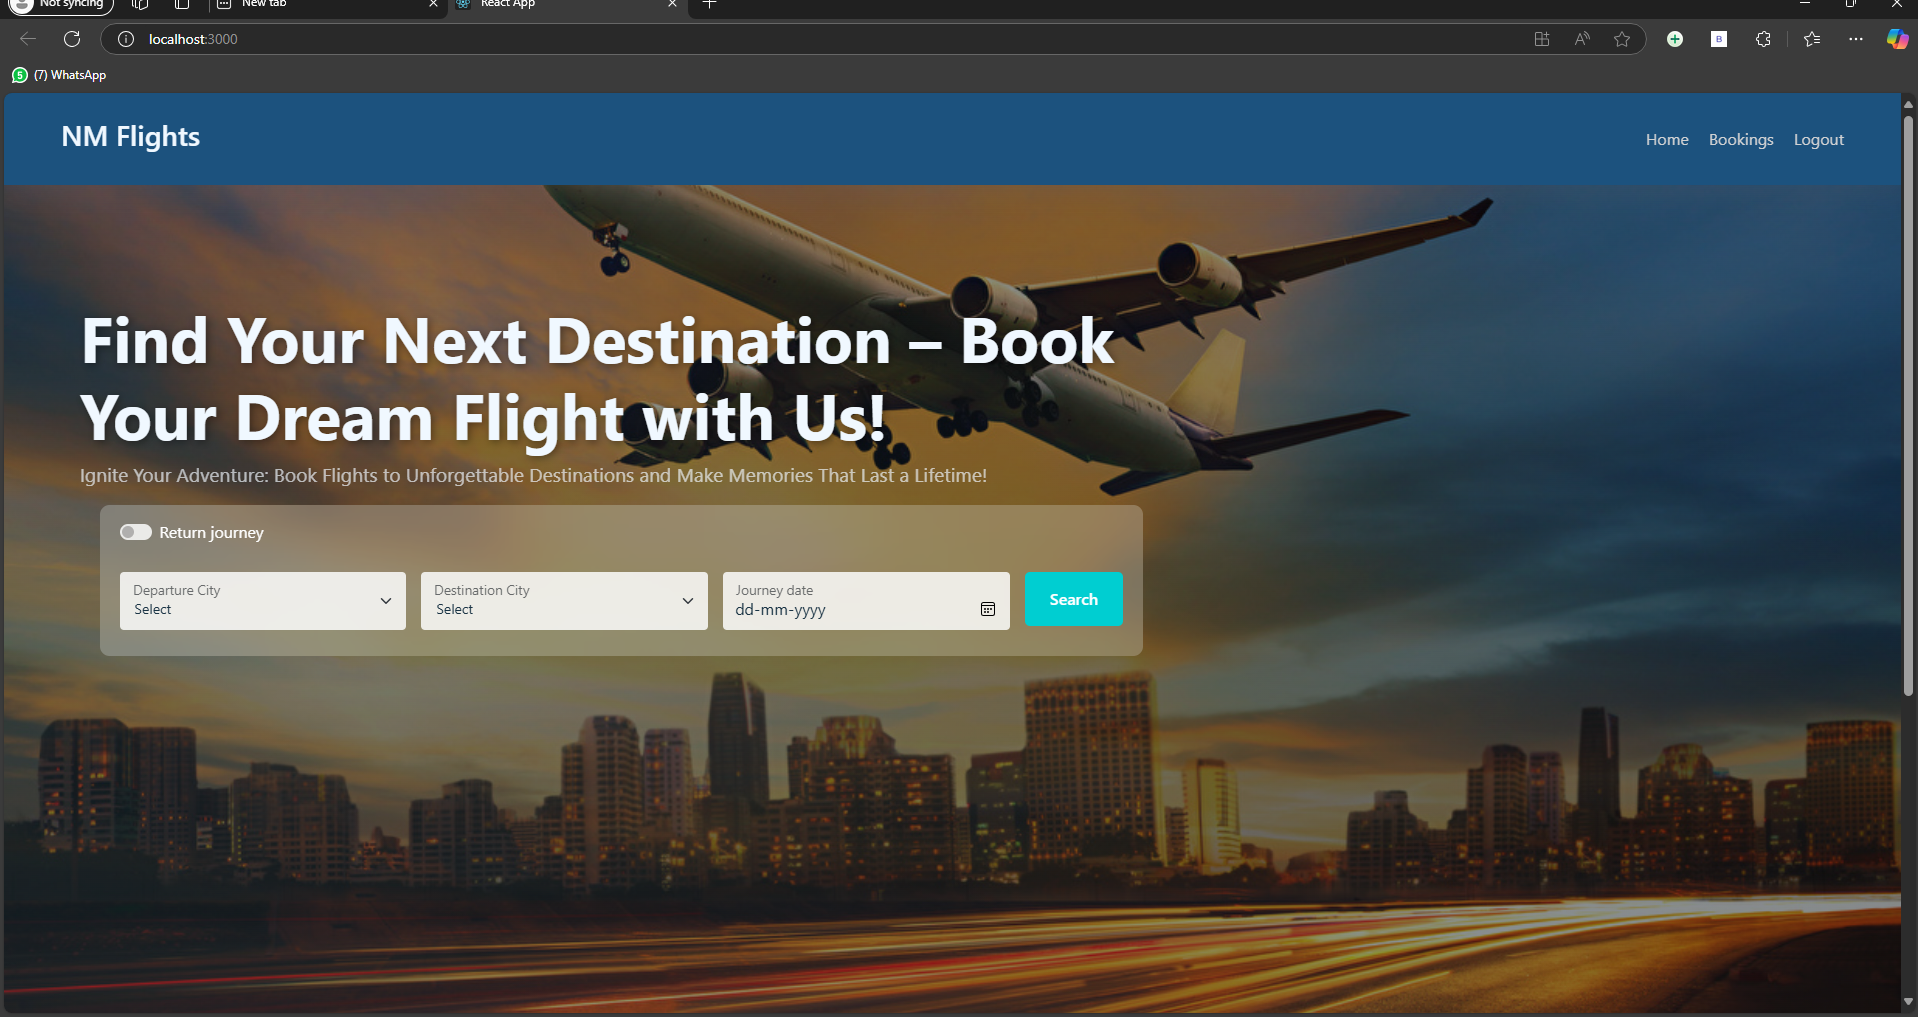 Not syncing
New tab
React App
localhost:3000
(7) WhatsApp
NM Flights
Home
Bookings
Logout
Find Your Next Destination – Book
Your Dream Flight with Us!
Ignite Your Adventure: Book Flights to Unforgettable Destinations and Make Memories That Last a Lifetime!
Return journey
Departure City
Select
Destination City
Select
Journey date
dd-mm-yyyy
Search